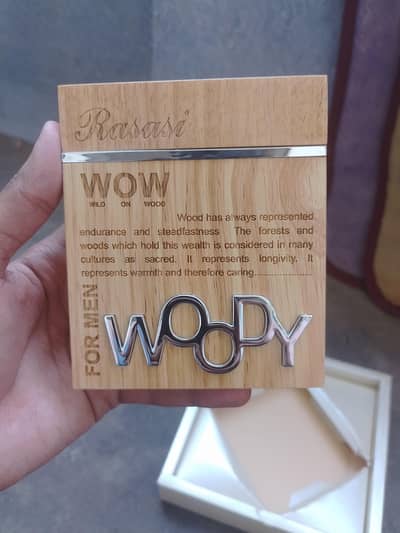 Rasasi
WOW
WILD ON WOOD
Wood has always represented
endurance and steedfastness The forests and
woods which hold this wealth is considered in many
cultures as sacred. It represents longivity. It
represents warmth and therefore caring..................
FOR MEN
WOODY